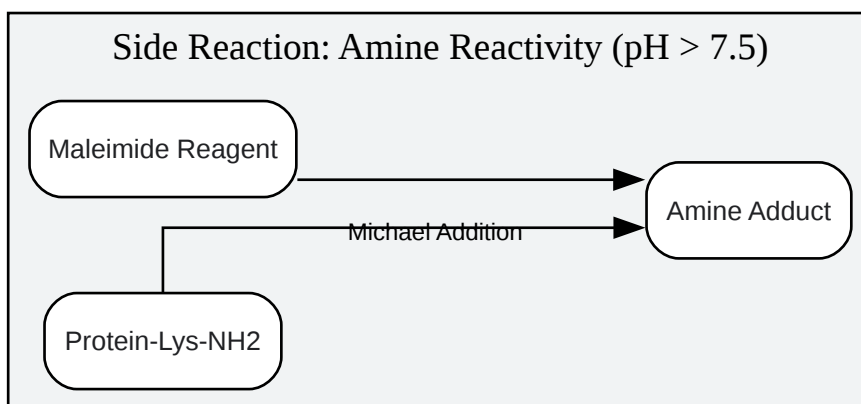 Side Reaction: Amine Reactivity (pH > 7.5)
Maleimide Reagent
Amine Adduct
Michael Addition
Protein-Lys-NH2